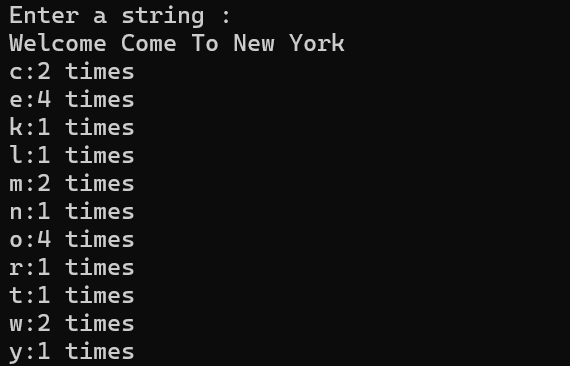 Enter a string :
Welcome Come To New York
c:2 times
e:4 times
k:1 times
l:1 times
m:2 times
n:1 times
o:4 times
r:1 times
t:1 times
w:2 times
y:1 times